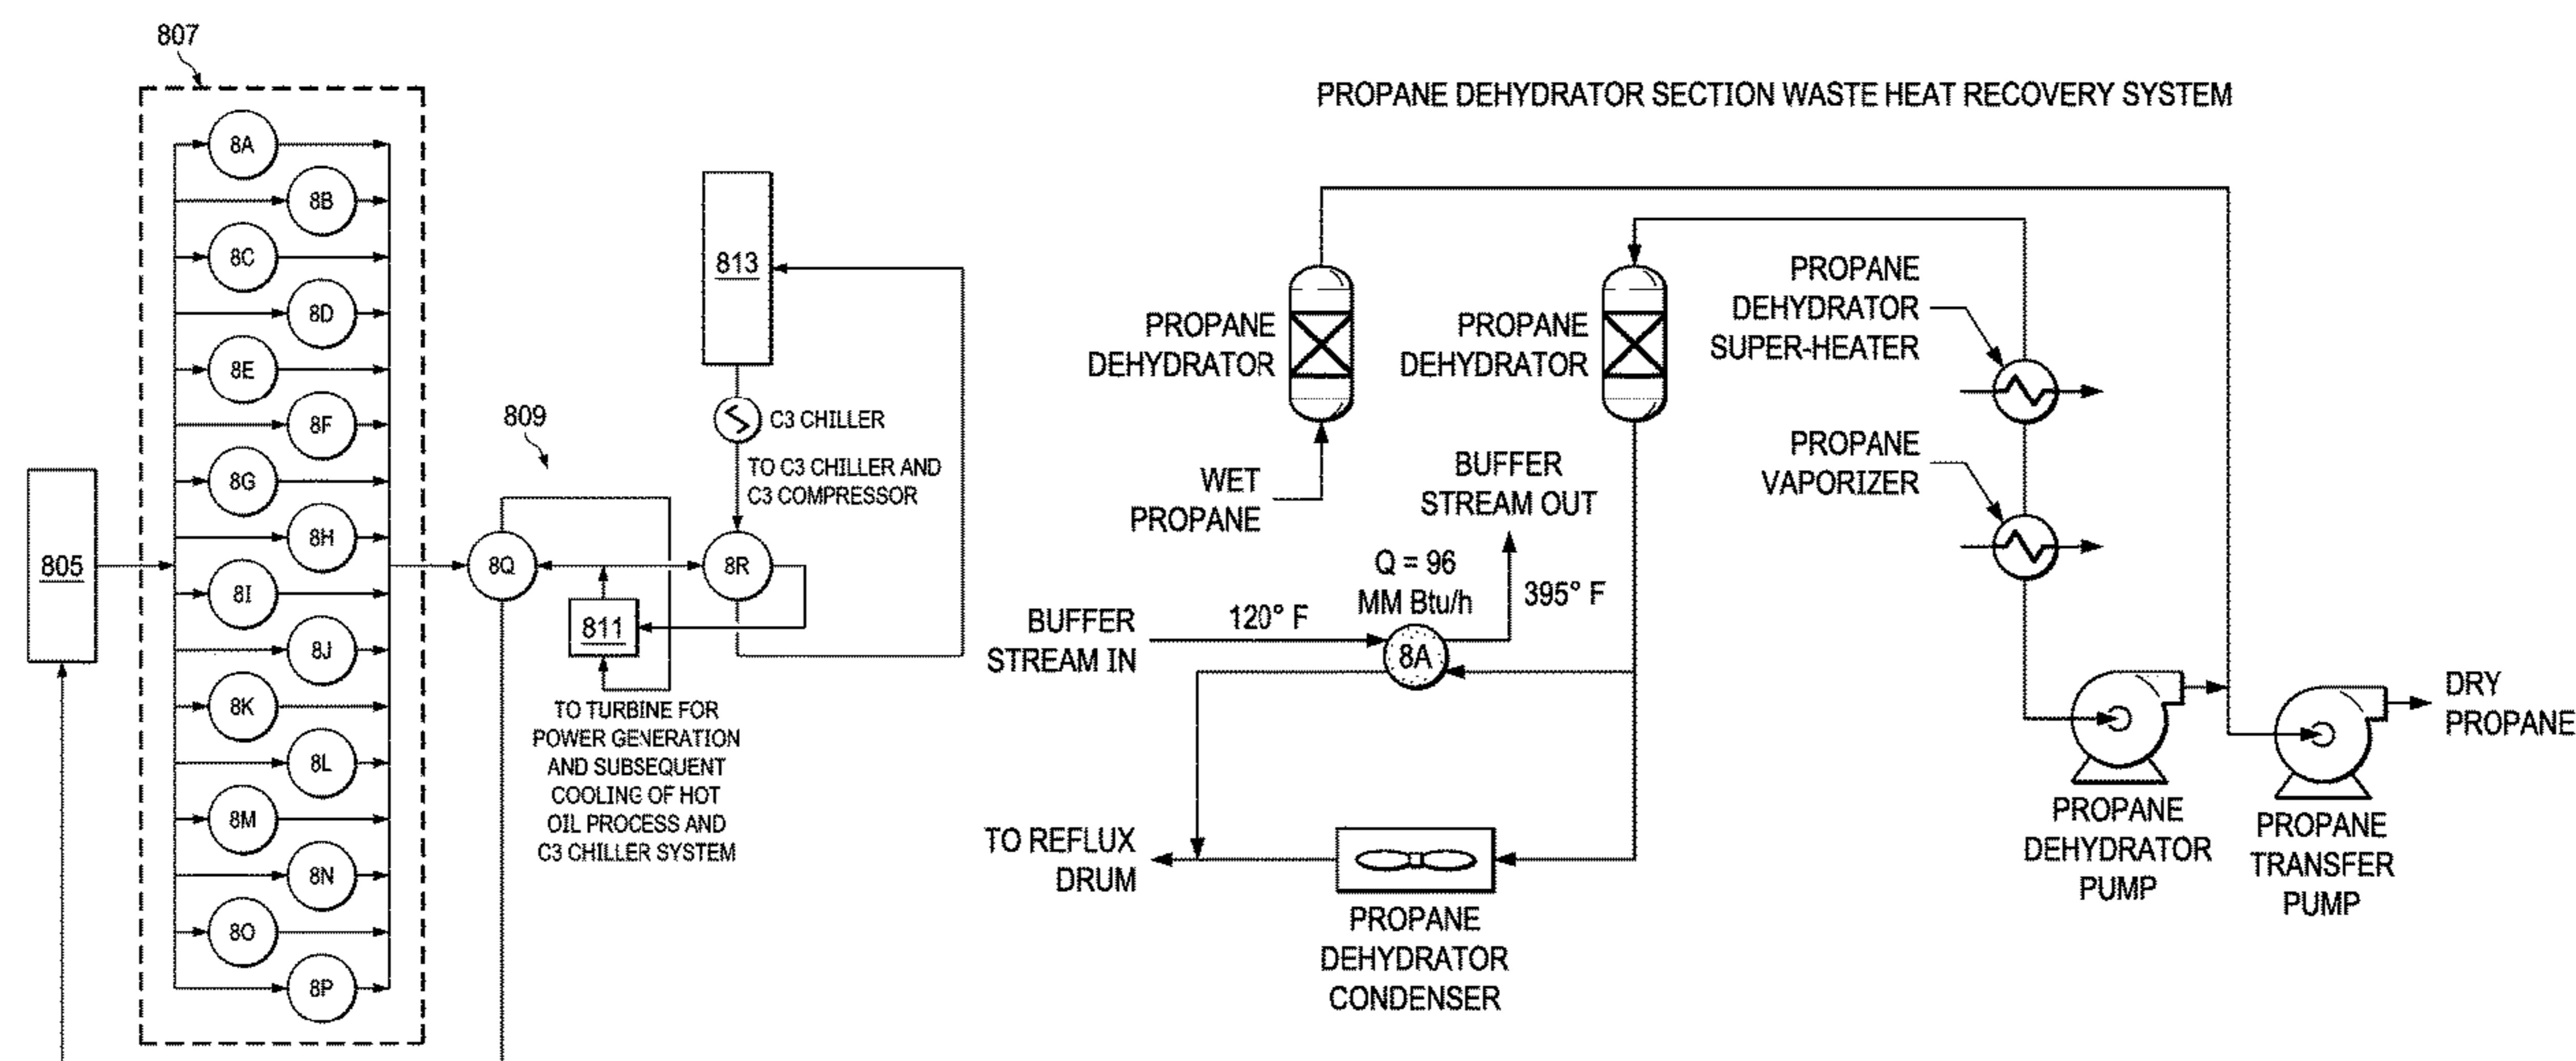 807
8A
8B
8C
8D
8E
8F
8G
8H
8I
8J
8K
8L
8M
8N
8O
8P
805
809
8Q
811
8R
813
C3 CHILLER
TO C3 CHILLER AND
C3 COMPRESSOR
TO TURBINE FOR
POWER GENERATION
AND SUBSEQUENT
COOLING OF HOT
OIL PROCESS AND
C3 CHILLER SYSTEM
PROPANE DEHYDRATOR SECTION WASTE HEAT RECOVERY SYSTEM
PROPANE
DEHYDRATOR
PROPANE
DEHYDRATOR
PROPANE
DEHYDRATOR
SUPER-HEATER
PROPANE
VAPORIZER
WET
PROPANE
BUFFER
STREAM OUT
Q = 96
MM Btu/h
395° F
120° F
BUFFER
STREAM IN
8A
TO REFLUX
DRUM
PROPANE
DEHYDRATOR
CONDENSER
PROPANE
DEHYDRATOR
PUMP
PROPANE
TRANSFER
PUMP
DRY
PROPANE